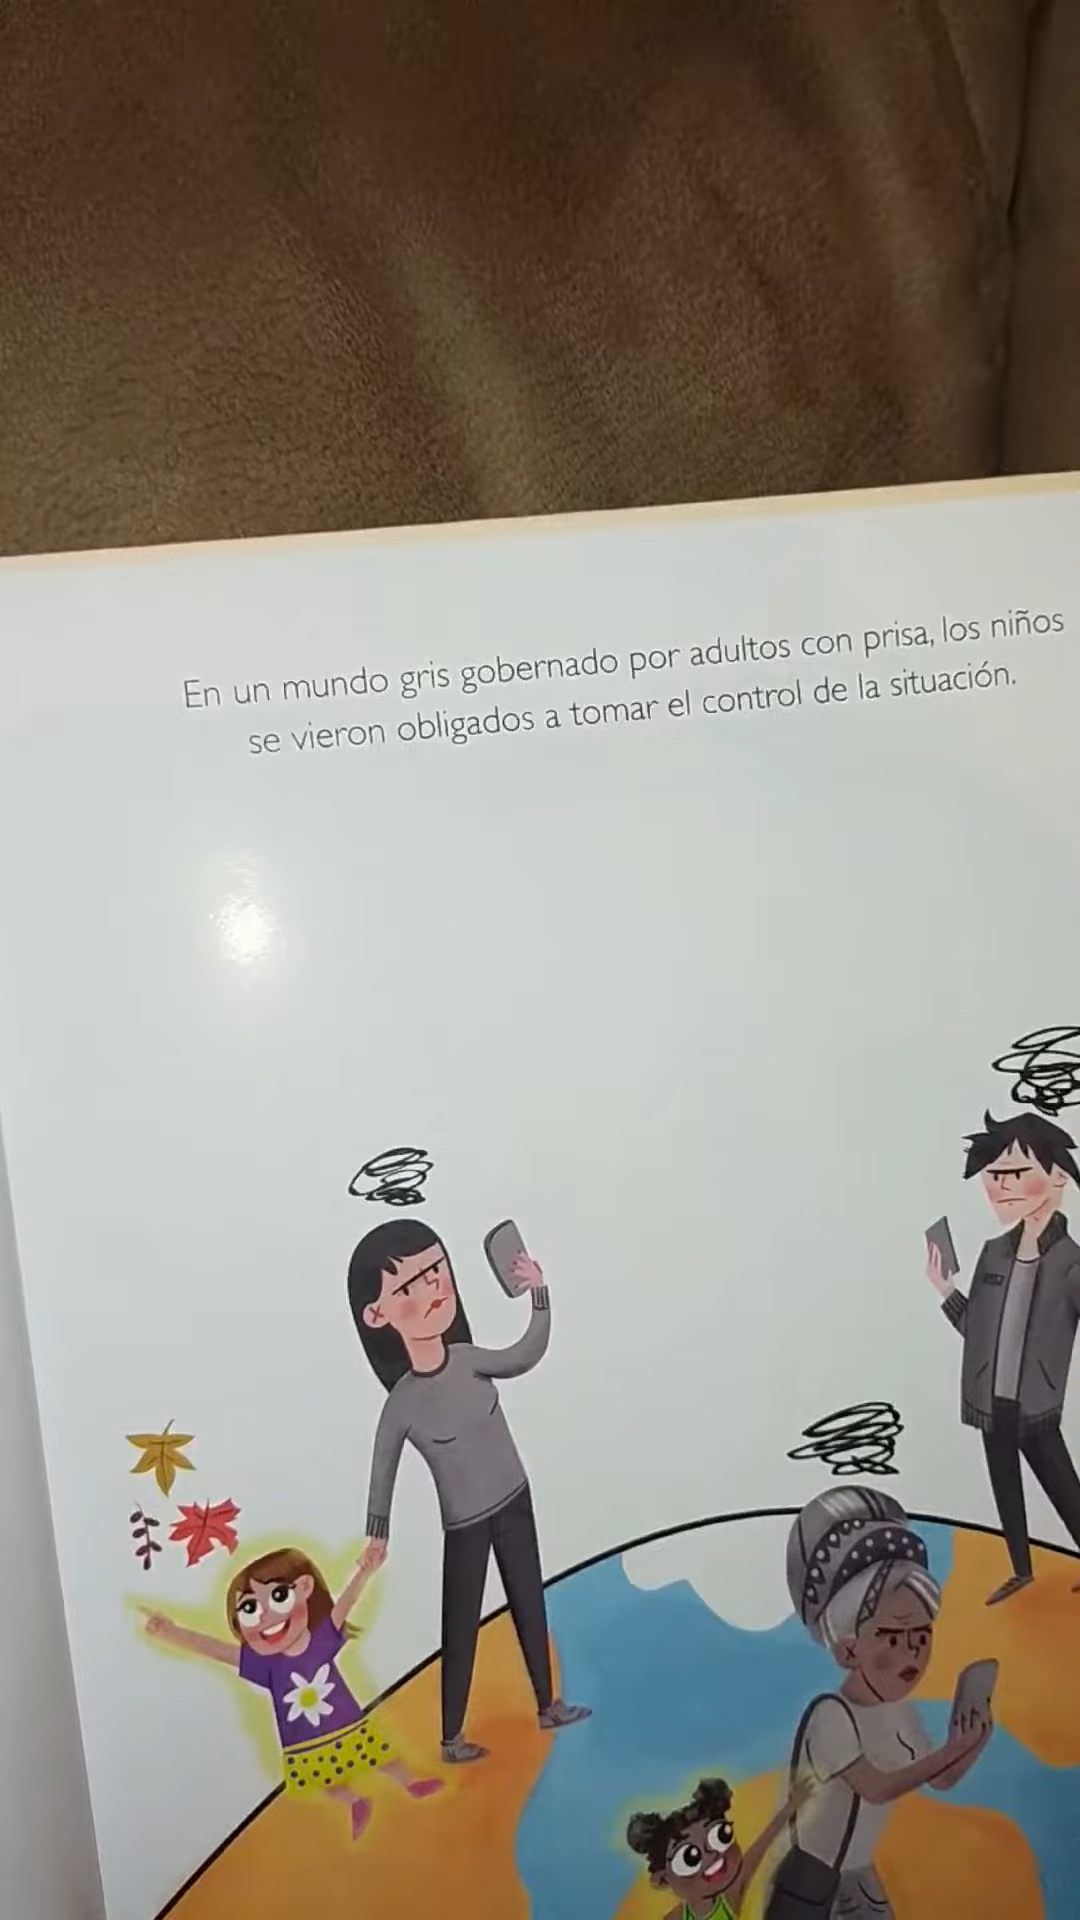 En un mundo gris gobernado por adultos con prisa, los niños
se vieron obligados a tomar el control de la situación.